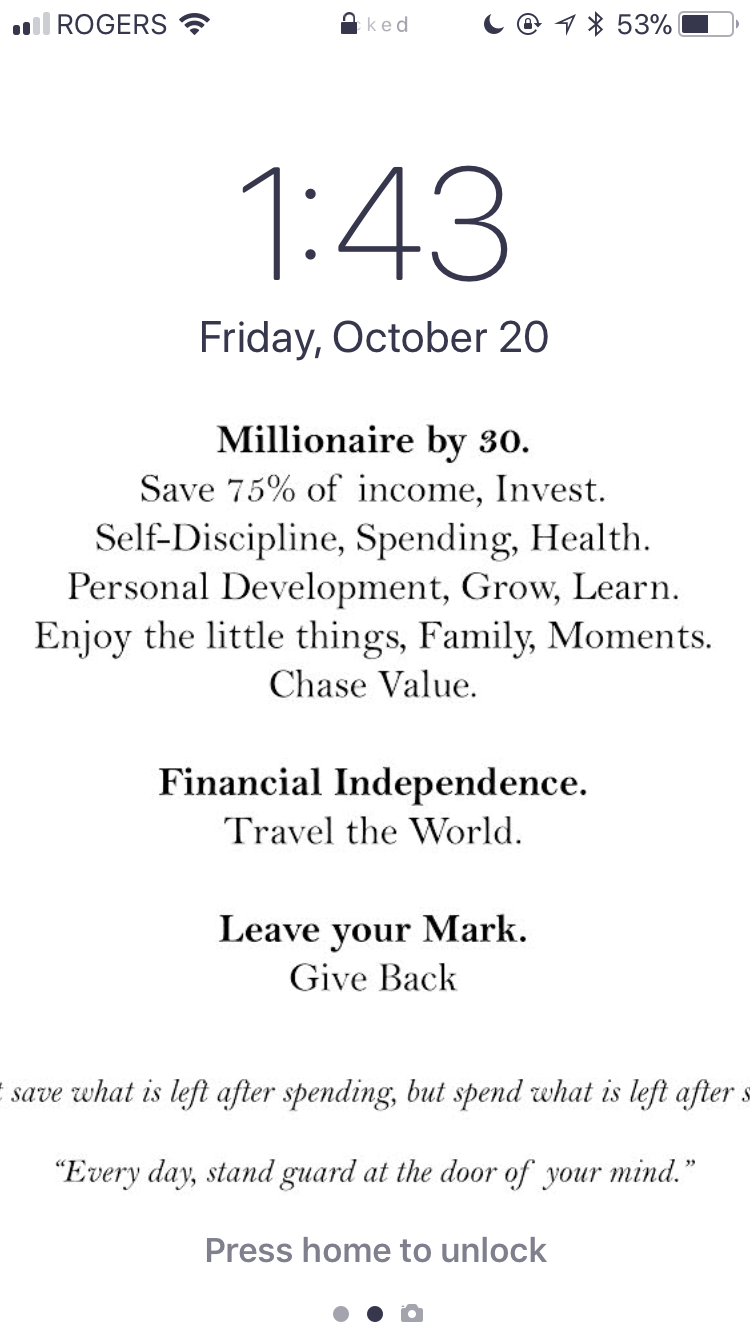 ROGERS ked 53%
1:43
Friday, October 20
Millionaire by 30.
Save 75% of income, Invest.
Self-Discipline, Spending, Health.
Personal Development, Grow, Learn.
Enjoy the little things, Family, Moments.
Chase Value.
Financial Independence.
Travel the World.
Leave your Mark.
Give Back
save what is left after spending, but spend what is left after s
“Every day, stand guard at the door of your mind.”
Press home to unlock